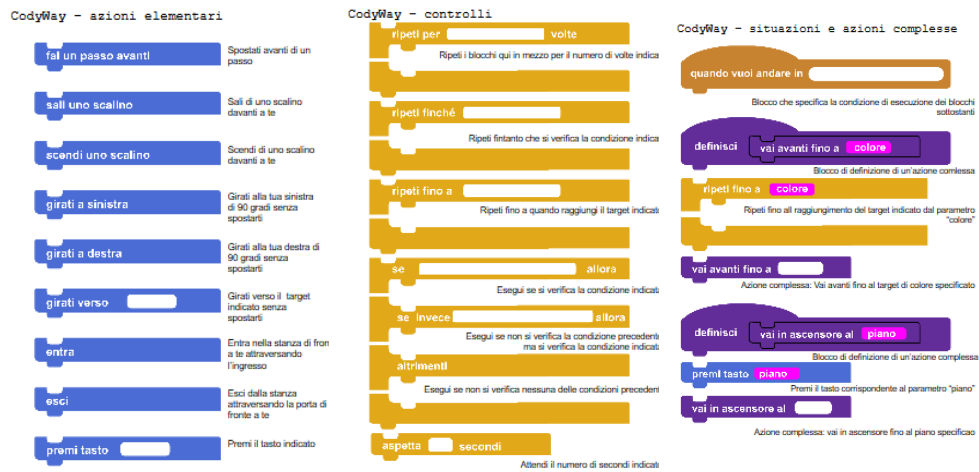 CodyWay - azioni elementari
fai un passo avanti
Spostati avanti di un
passo
sali uno scalino
Sali di uno scalino
davanti a te
scendi uno scalino
Scendi di uno scalino
davanti a te
girati a sinistra
Girati alla tua sinistra
di 90 gradi senza
spostarti
girati a destra
Girati alla tua destra di
90 gradi senza
spostarti
girati verso
Girati verso il target
indicato senza
spostarti
entra
Entra nella stanza di fron
a te attraversando
l'ingresso
esci
Esci dalla stanza
attraversando la porta di
fronte a te
premi tasto
Premi il tasto indicato
CodyWay - controlli
ripeti per volte
Ripeti i blocchi qui in mezzo per il numero di volte indicat
ripeti finché
Ripeti fintanto che si verifica la condizione indica
ripeti fino a
Ripeti fino a quando raggiungi il target indicat
se allora
Esegui se si verifica la condizione indicat
se invece allora
Esegui se non si verifica la condizione precedent
ma si verifica la condizione indicat
altrimenti
Esegui se non si verifica nessuna delle condizioni precedent
aspetta secondi
Attendi il numero di secondi indicat
CodyWay - situazioni e azioni complesse
quando vuoi andare in
Blocco che specifica la condizione di esecuzione dei blocchi
sottostanti
definisci vai avanti fino a colore
Blocco di definizione di un'azione comlessa
ripeti fino a colore
Ripeti fino all raggiungimento del target indicato dal parametro
"colore"
vai avanti fino a
Azione complessa: Vai avanti fino al target di colore specificato
definisci vai in ascensore al piano
Blocco di definizione di un'azione complessa
premi tasto piano
Premi il tasto corrispondente al parametro "piano"
vai in ascensore al
Azione complessa: vai in ascensore fino al piano specificao